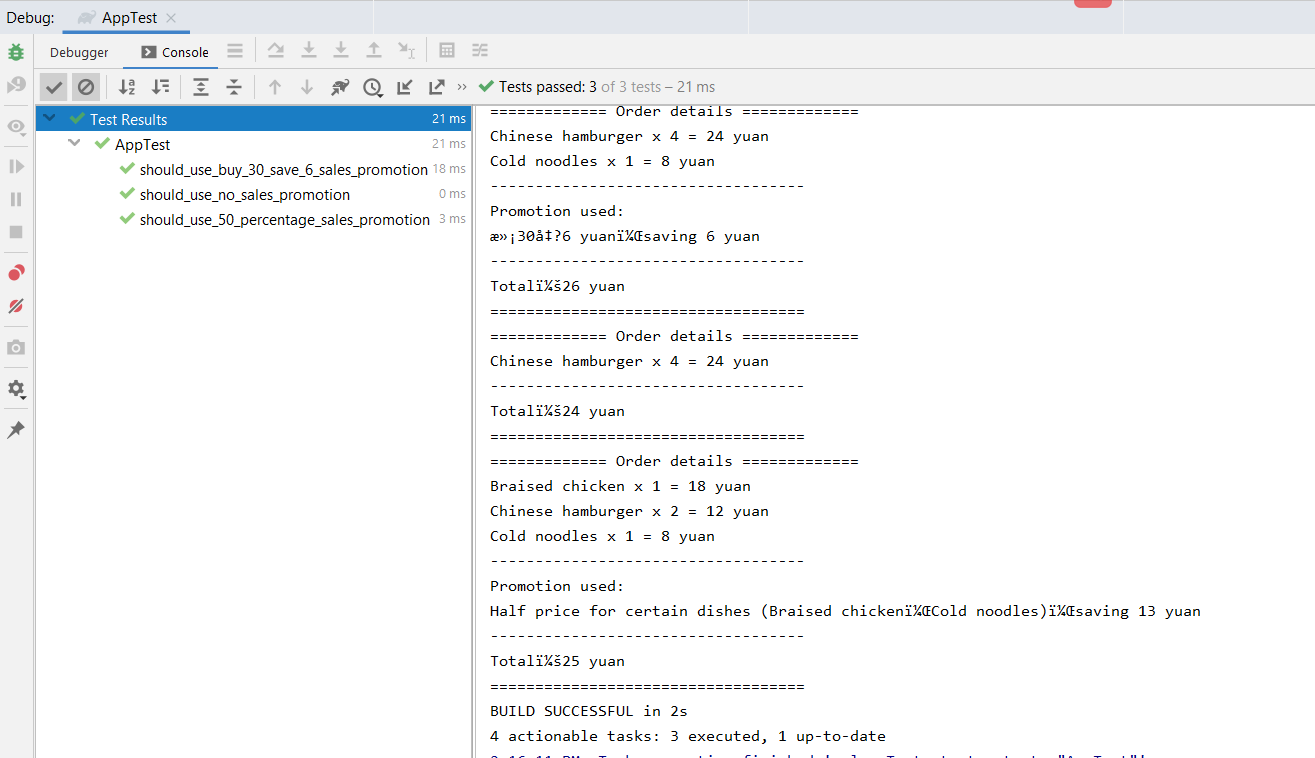 Debug: AppTest
Debugger Console
Tests passed: 3 of 3 tests – 21 ms
Test Results 21 ms
AppTest 21 ms
should_use_buy_30_save_6_sales_promotion 18 ms
should_use_no_sales_promotion 0 ms
should_use_50_percentage_sales_promotion 3 ms
============= Order details =============
Chinese hamburger x 4 = 24 yuan
Cold noodles x 1 = 8 yuan
-----------------------------------
Promotion used:
æ»¡30å‡?6 yuanï¼Œsaving 6 yuan
-----------------------------------
Totalï¼š26 yuan
===================================
============= Order details =============
Chinese hamburger x 4 = 24 yuan
-----------------------------------
Totalï¼š24 yuan
===================================
============= Order details =============
Braised chicken x 1 = 18 yuan
Chinese hamburger x 2 = 12 yuan
Cold noodles x 1 = 8 yuan
-----------------------------------
Promotion used:
Half price for certain dishes (Braised chickenï¼ŒCold noodles)ï¼Œsaving 13 yuan
-----------------------------------
Totalï¼š25 yuan
===================================
BUILD SUCCESSFUL in 2s
4 actionable tasks: 3 executed, 1 up-to-date